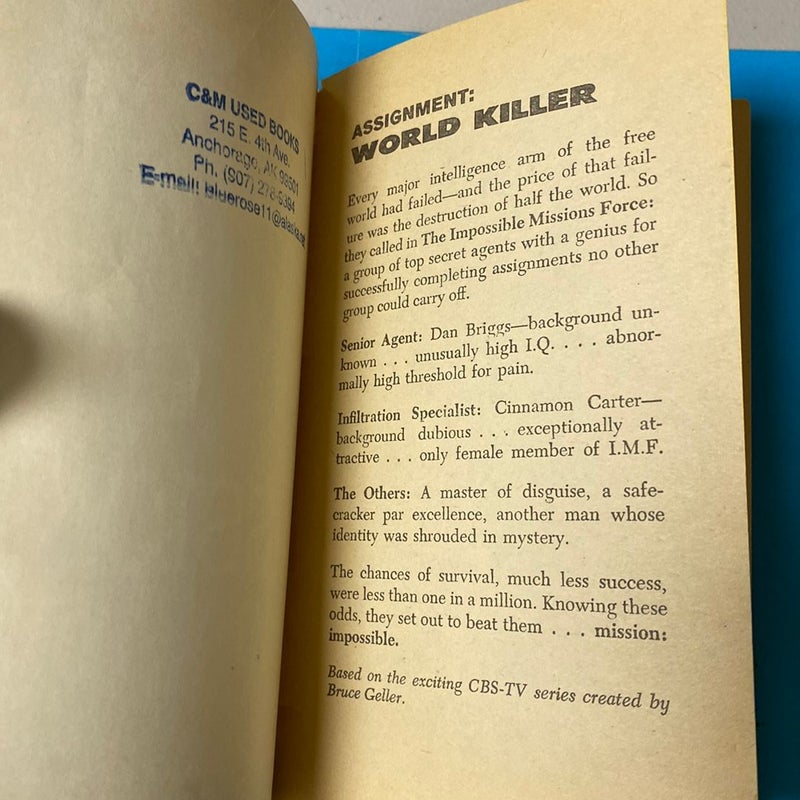 C&M USED BOOKS
215 E. 4th Ave.
Anchorage, AK 99501
Ph. (907) 278-5394
E-mail: bluerose11@alaska
ASSIGNMENT:
WORLD KILLER
Every major intelligence arm of the free
world had failed—and the price of that fail-
ure was the destruction of half the world. So
they called in The Impossible Missions Force:
a group of top secret agents with a genius for
successfully completing assignments no other
group could carry off.
Senior Agent: Dan Briggs—background un-
known . . . unusually high I.Q. . . . abnor-
mally high threshold for pain.
Infiltration Specialist: Cinnamon Carter—
background dubious . . . exceptionally at-
tractive . . . only female member of I.M.F.
The Others: A master of disguise, a safe-
cracker par excellence, another man whose
identity was shrouded in mystery.
The chances of survival, much less success,
were less than one in a million. Knowing these
odds, they set out to beat them . . . mission:
impossible.
Based on the exciting CBS-TV series created by
Bruce Geller.